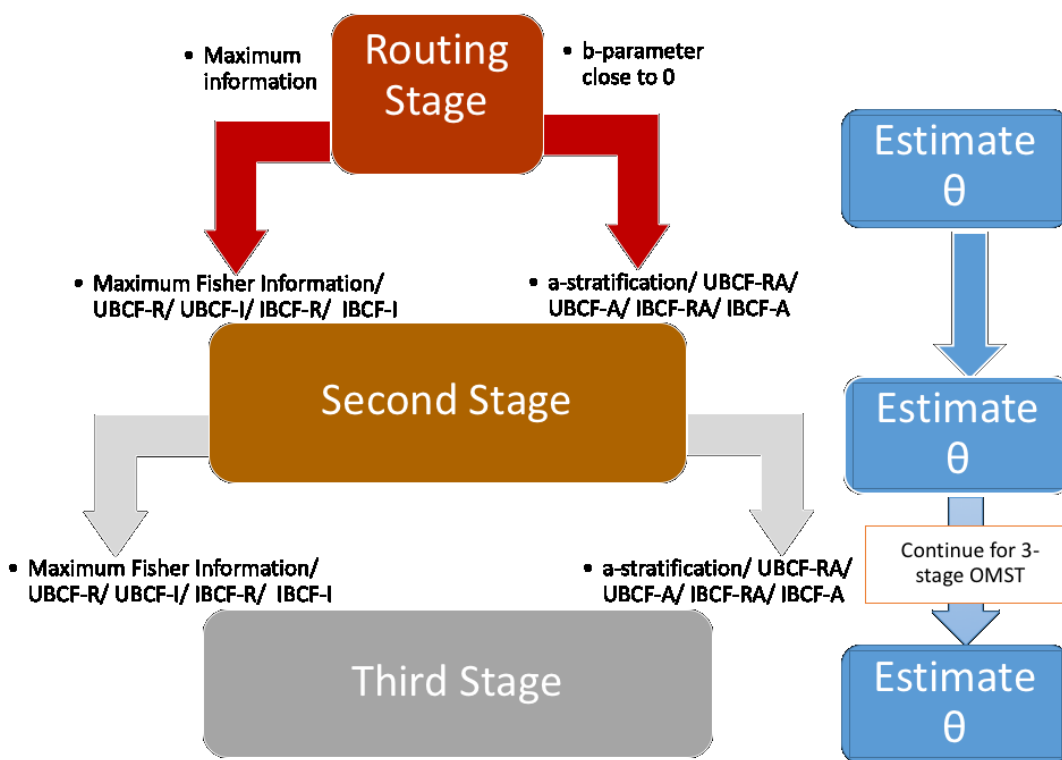 • Maximum
information
Routing
Stage
• b-parameter
close to 0
Estimate
θ
• Maximum Fisher Information/
UBCF-R/ UBCF-I/ IBCF-R/ IBCF-I
• a-stratification/ UBCF-RA/
UBCF-A/ IBCF-RA/ IBCF-A
Second Stage
Estimate
θ
• Maximum Fisher Information/
UBCF-R/ UBCF-I/ IBCF-R/ IBCF-I
• a-stratification/ UBCF-RA/
UBCF-A/ IBCF-RA/ IBCF-A
Continue for 3-
stage OMST
Third Stage
Estimate
θ